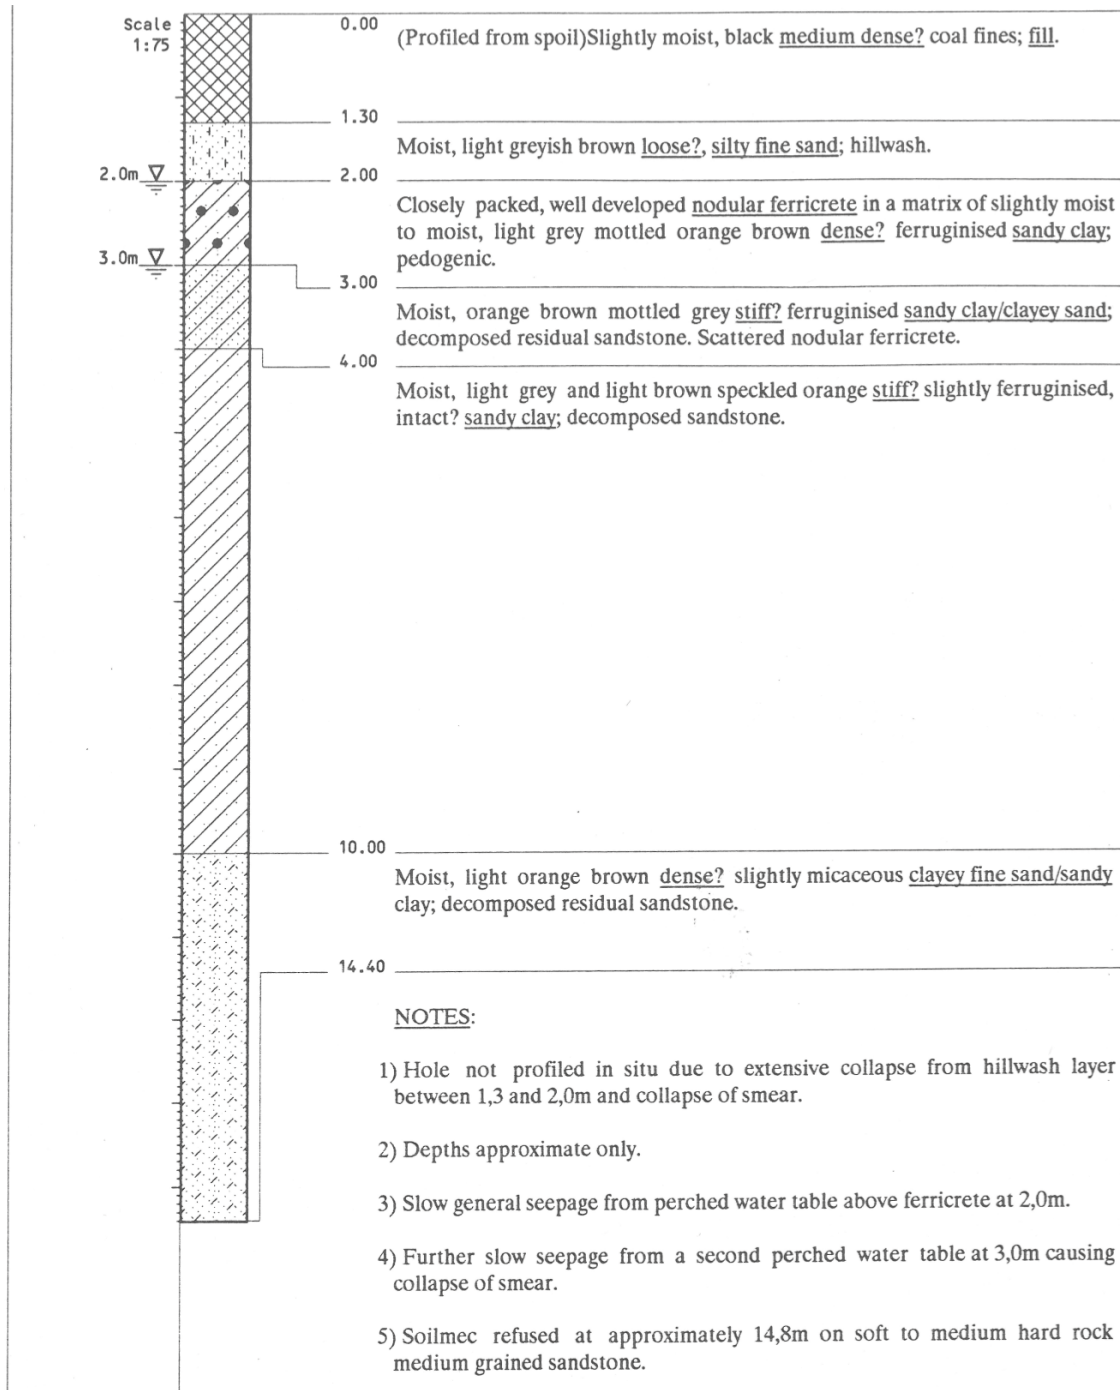 Scale
1:75
0.00
(Profiled from spoil)Slightly moist, black medium dense? coal fines; fill.
1.30
Moist, light greyish brown loose?, silty fine sand; hillwash.
2.0m
2.00
Closely packed, well developed nodular ferricrete in a matrix of slightly moist
to moist, light grey mottled orange brown dense? ferruginised sandy clay;
pedogenic.
3.0m
3.00
Moist, orange brown mottled grey stiff? ferruginised sandy clay/clayey sand;
decomposed residual sandstone. Scattered nodular ferricrete.
4.00
Moist, light grey and light brown speckled orange stiff? slightly ferruginised,
intact? sandy clay; decomposed sandstone.
10.00
Moist, light orange brown dense? slightly micaceous clayey fine sand/sandy
clay; decomposed residual sandstone.
14.40
NOTES:
1) Hole not profiled in situ due to extensive collapse from hillwash layer
between 1,3 and 2,0m and collapse of smear.
2) Depths approximate only.
3) Slow general seepage from perched water table above ferricrete at 2,0m.
4) Further slow seepage from a second perched water table at 3,0m causing
collapse of smear.
5) Soilmec refused at approximately 14,8m on soft to medium hard rock
medium grained sandstone.